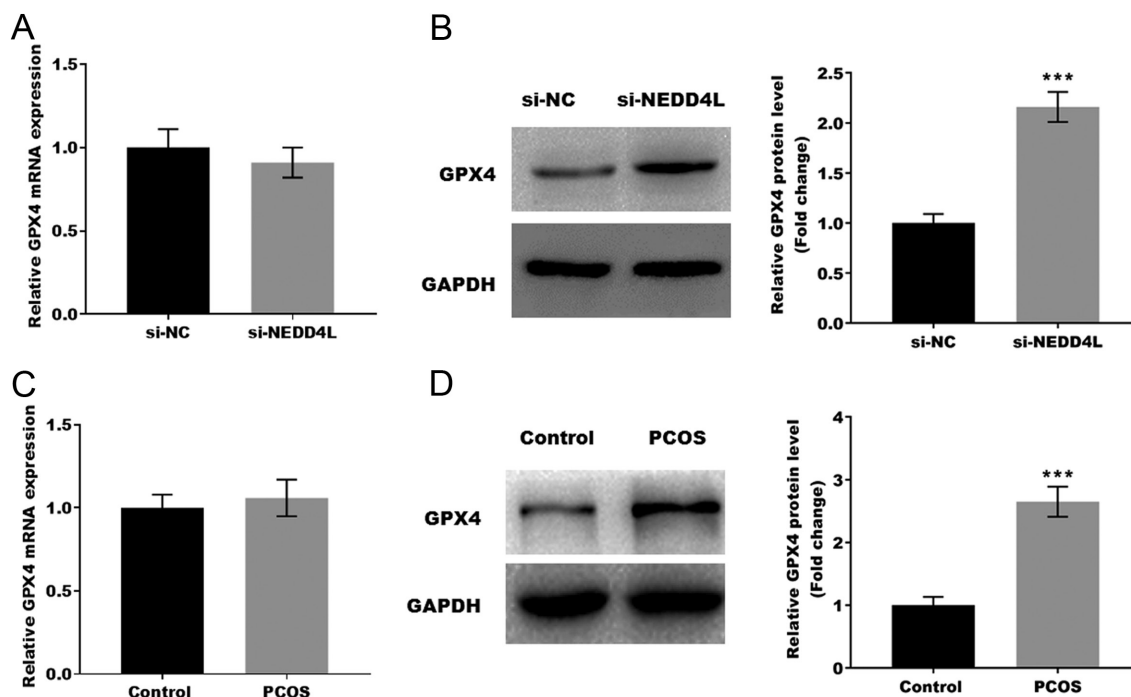 A
Relative GPX4 mRNA expression
1.5
1.0
0.5
0.0
si-NC
si-NEDD4L
B
si-NC
si-NEDD4L
GPX4
GAPDH
Relative GPX4 protein level
(Fold change)
2.5
2.0
1.5
1.0
0.5
0.0
***
si-NC
si-NEDD4L
C
Relative GPX4 mRNA expression
1.5
1.0
0.5
0.0
Control
PCOS
D
Control
PCOS
GPX4
GAPDH
Relative GPX4 protein level
(Fold change)
4
3
2
1
0
***
Control
PCOS